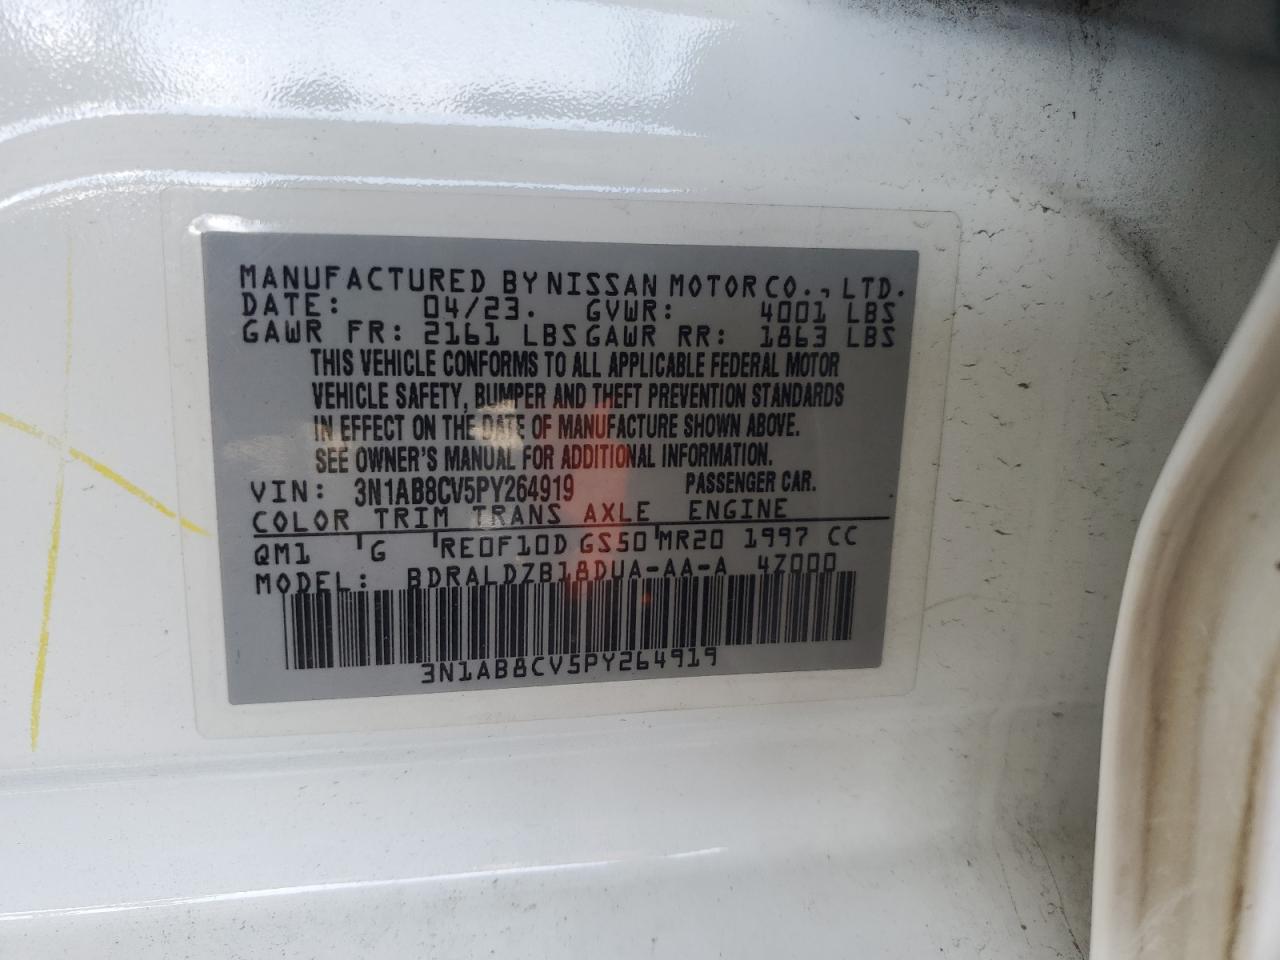 MANUFACTURED BY NISSAN MOTOR CO., LTD.
DATE: 04/23. GVWR: 4001 LBS
GAWR FR: 2161 LBS GAWR RR: 1863 LBS
THIS VEHICLE CONFORMS TO ALL APPLICABLE FEDERAL MOTOR
VEHICLE SAFETY, BUMPER AND THEFT PREVENTION STANDARDS
IN EFFECT ON THE DATE OF MANUFACTURE SHOWN ABOVE.
SEE OWNER'S MANUAL FOR ADDITIONAL INFORMATION.
VIN: 3N1AB8CV5PY264919 PASSENGER CAR.
COLOR TRIM TRANS AXLE ENGINE
QM1 G RE0F10D GS50 MR20 1997 CC
MODEL: BDRALDZB18DUA-AA-A 47000
3N1AB8CV5PY264919